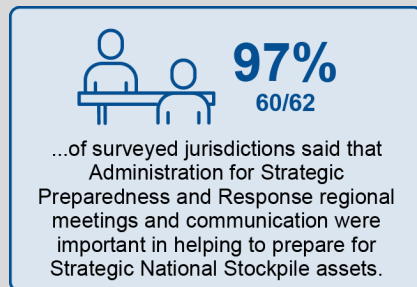 97%
60/62
...of surveyed jurisdictions said that
Administration for Strategic
Preparedness and Response regional
meetings and communication were
important in helping to prepare for
Strategic National Stockpile assets.